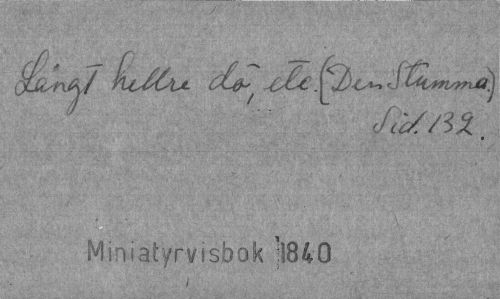 Långt hellre dö, etc. (Den Stumma.)
Sid. 132.
Miniatyrvisbok 1840